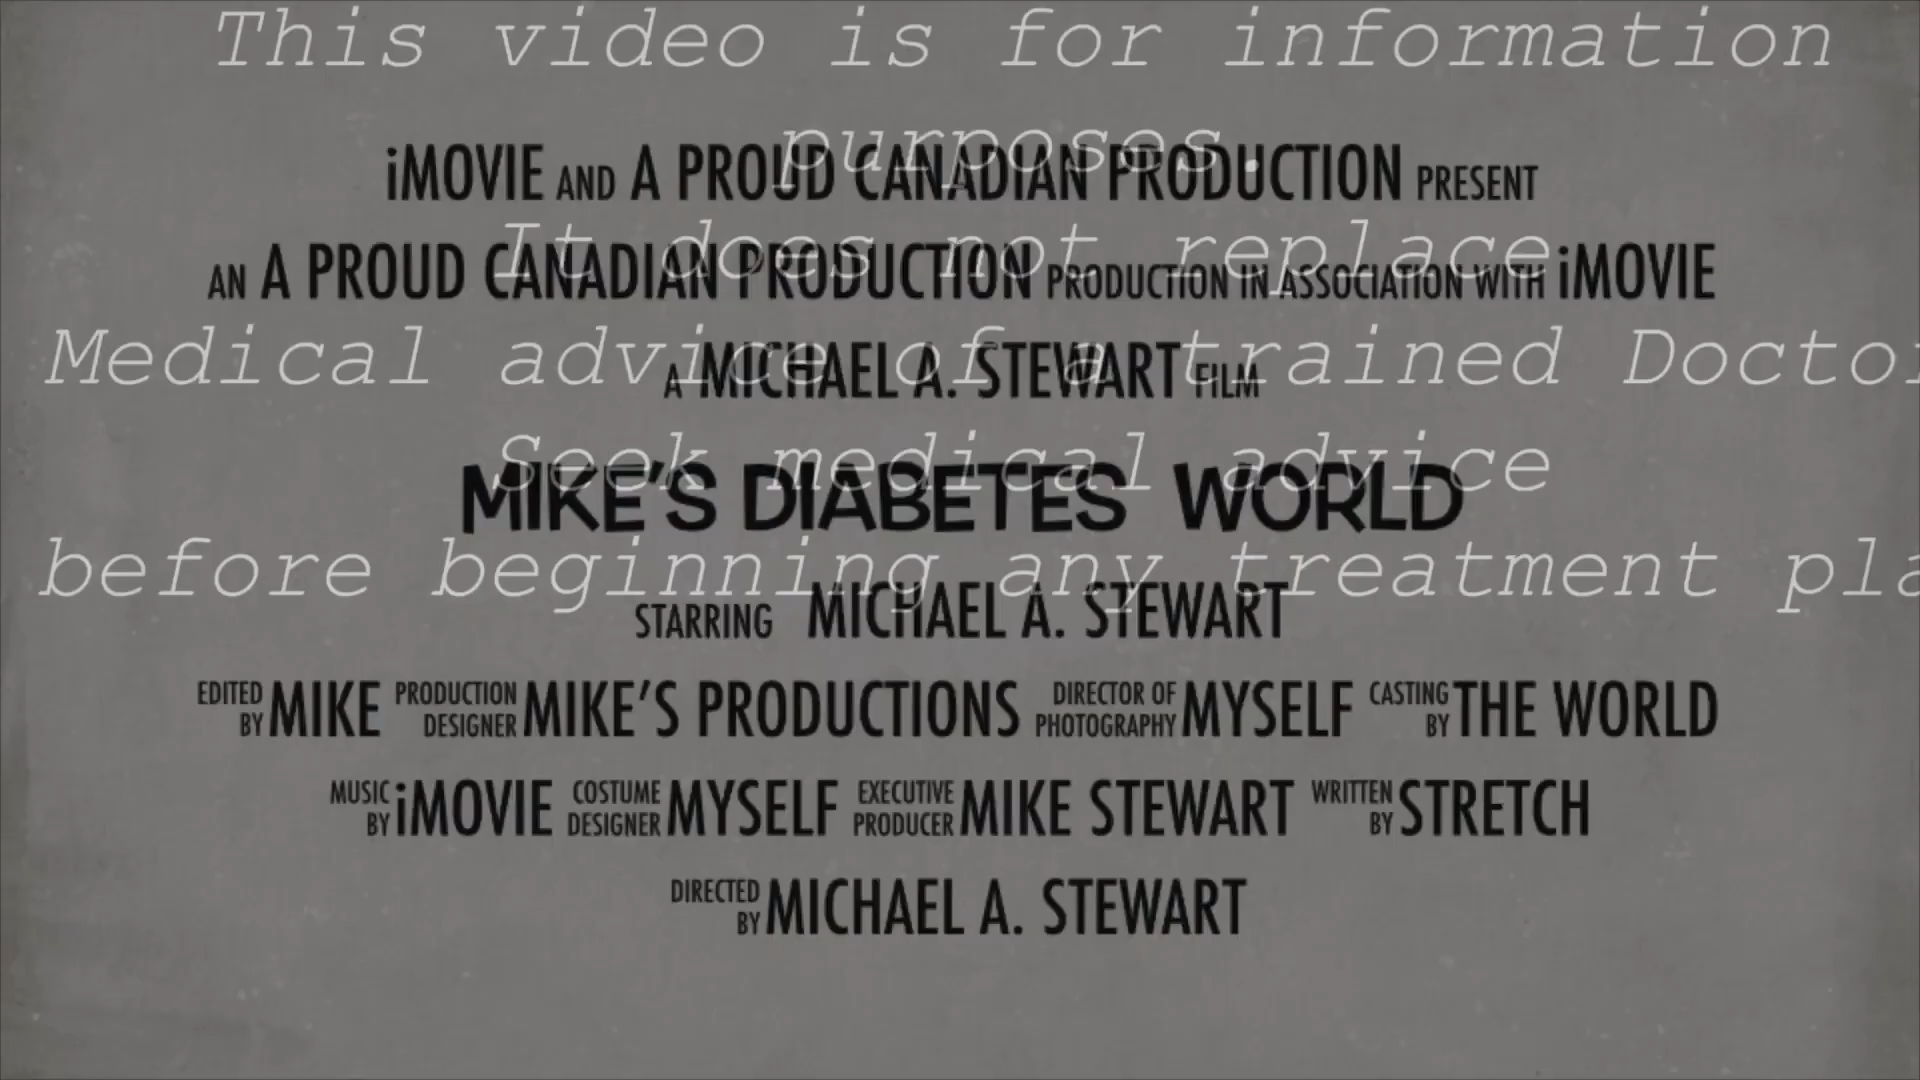 This video is for information
purposes.
It does not replace
Medical advice of a trained
Seek medical advice
before beginning any treatment
iMOVIE AND A PROUD CANADIAN PRODUCTION PRESENT
AN A PROUD CANADIAN PRODUCTION PRODUCTION IN ASSOCIATION WITH iMOVIE
A MICHAEL A. STEWART FILM
MIKE'S DIABETES WORLD
STARRING MICHAEL A. STEWART
EDITED BY MIKE PRODUCTION DESIGNER MIKE'S PRODUCTIONS DIRECTOR OF PHOTOGRAPHY MYSELF CASTING BY THE WORLD
MUSIC BY iMOVIE COSTUME DESIGNER MYSELF EXECUTIVE PRODUCER MIKE STEWART WRITTEN BY STRETCH
DIRECTED BY MICHAEL A. STEWART